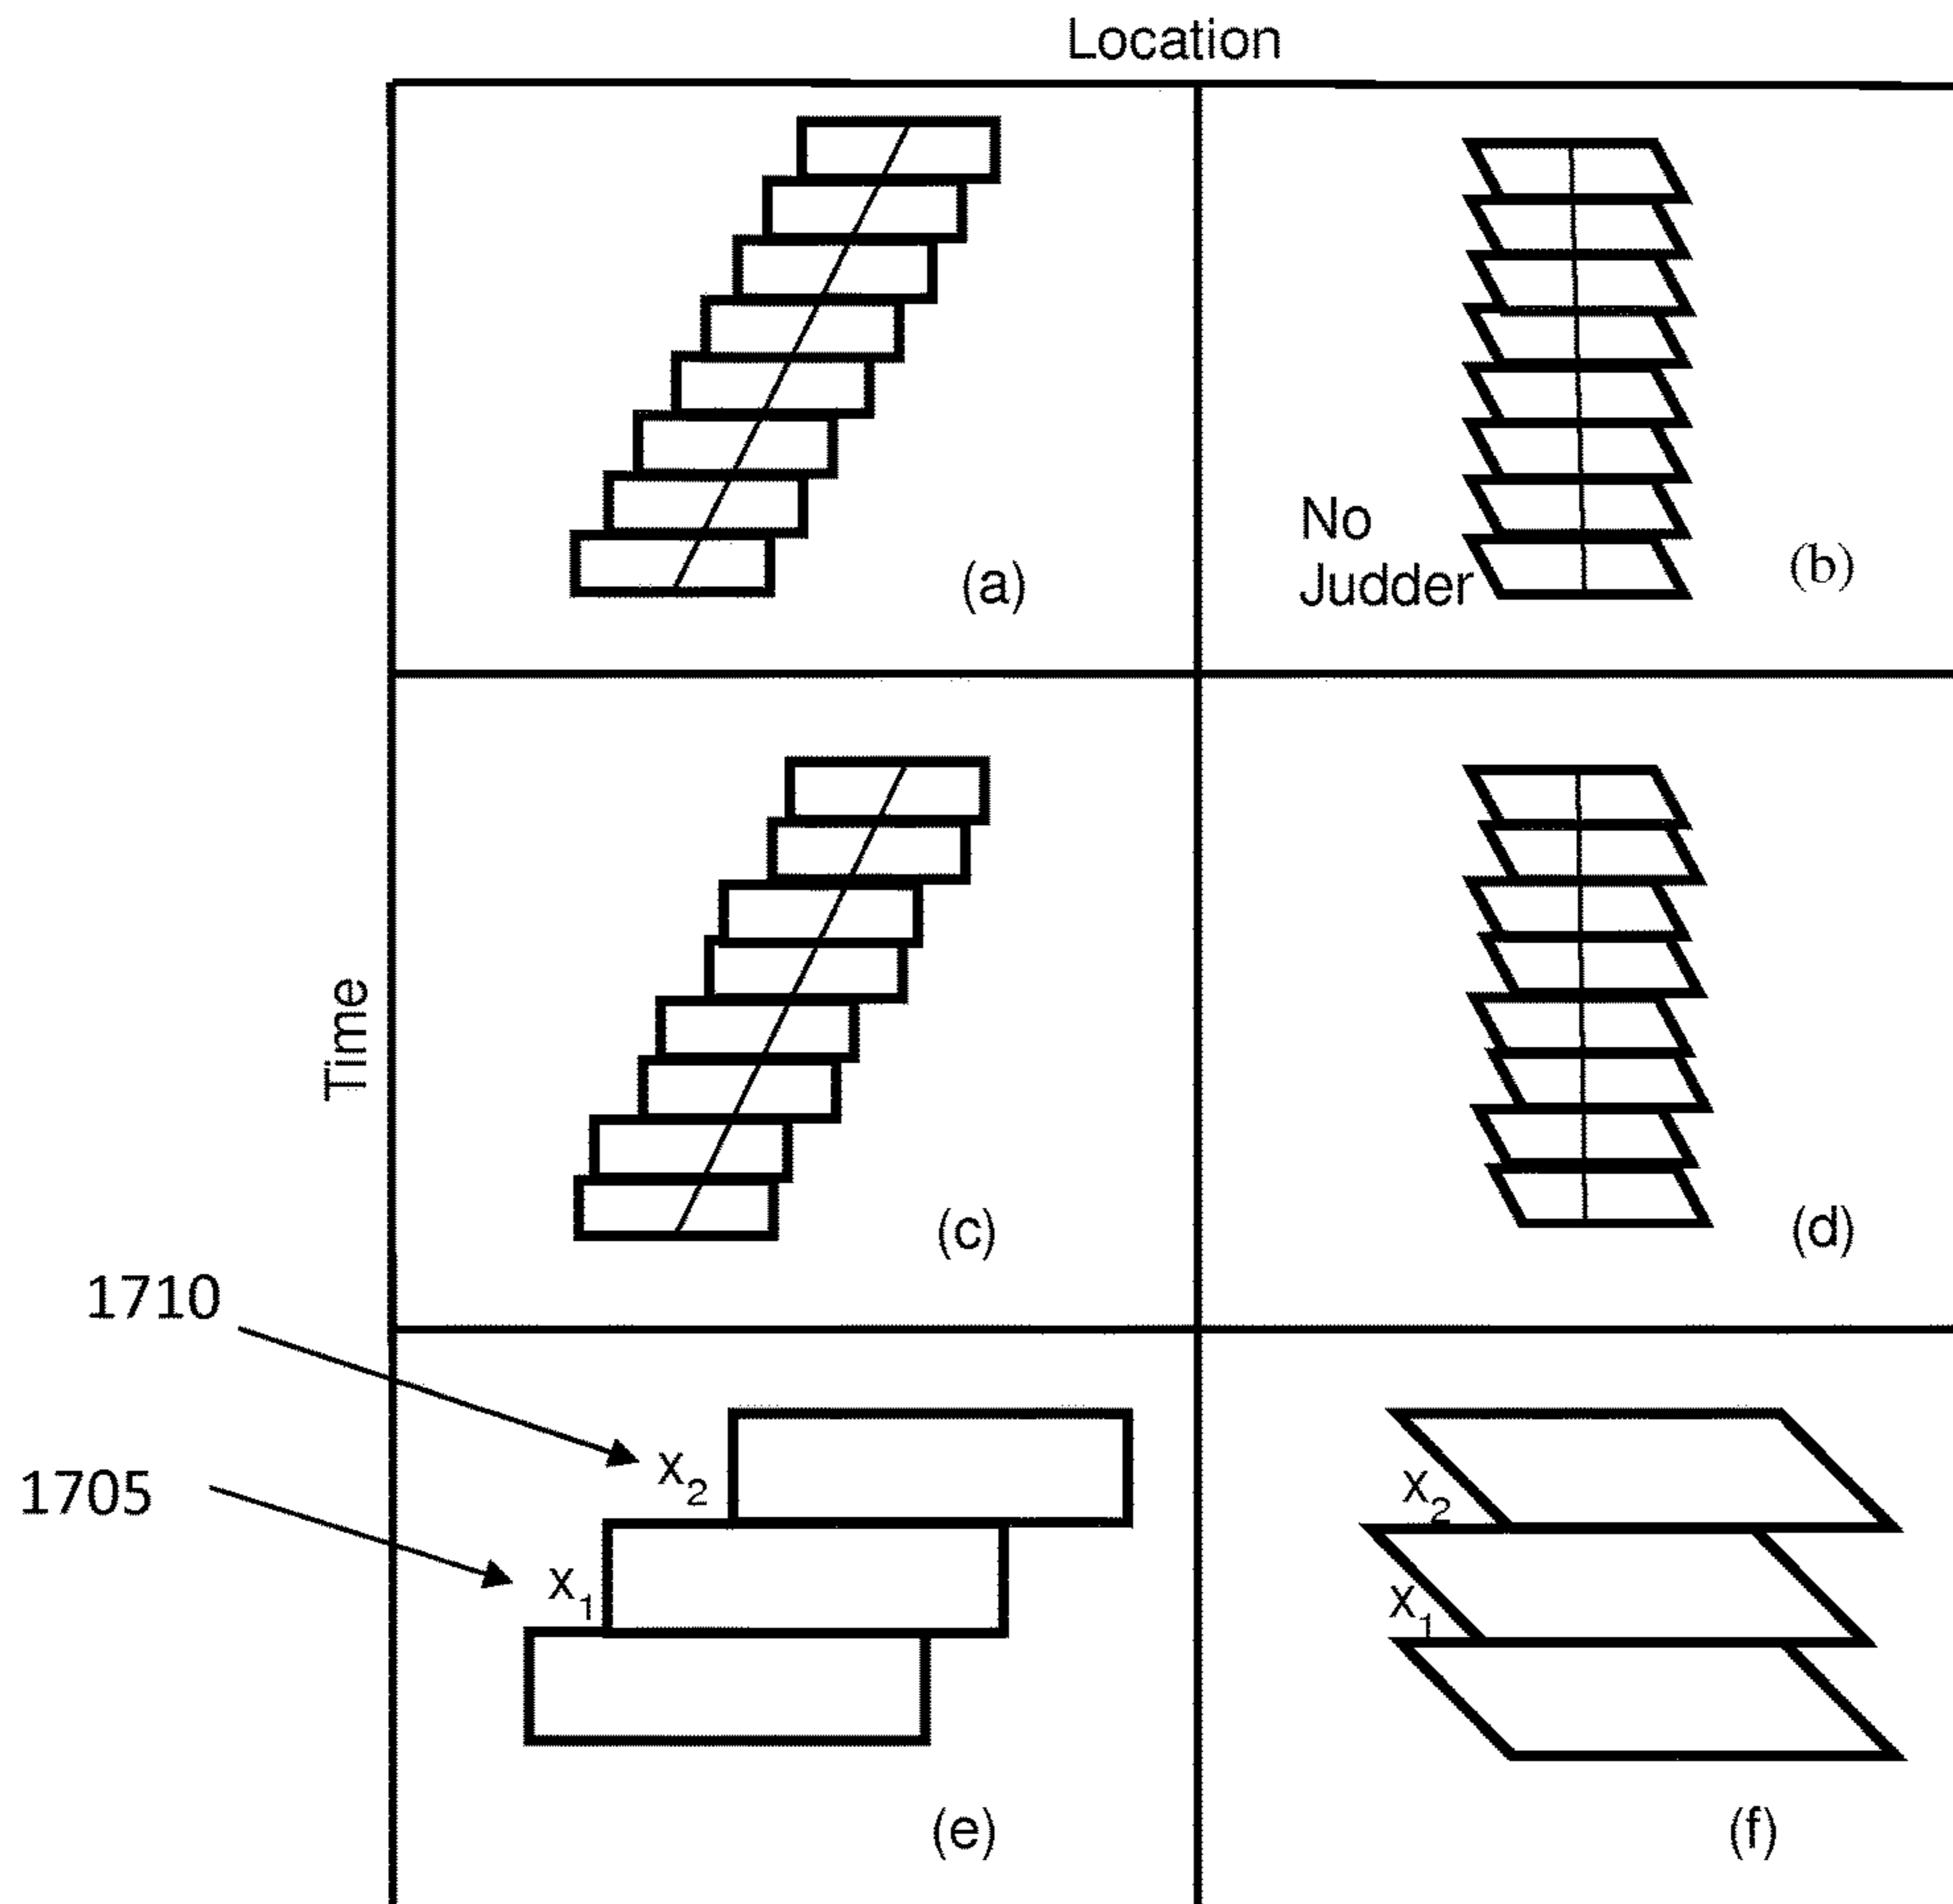 Location
(a)
No
Judder
(b)
Time
(c)
(d)
1710
1705
x2
x1
(e)
x2
x1
(f)